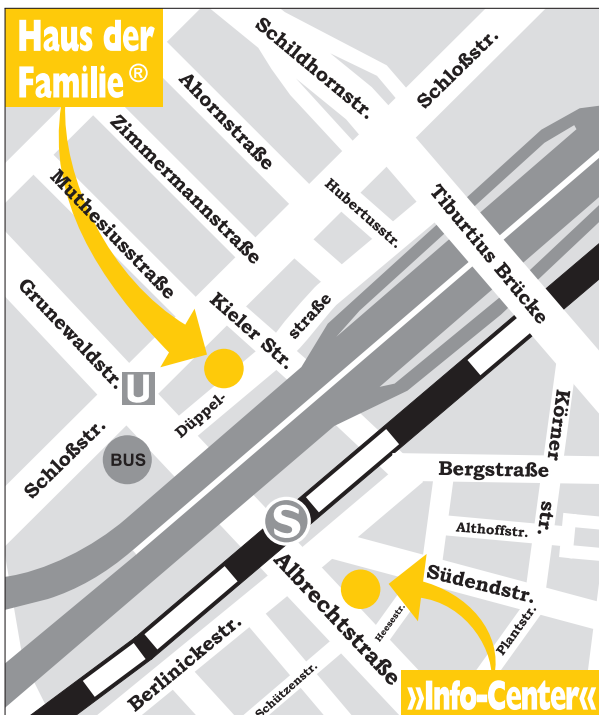 Haus der
Familie ®
Schildhornstr.
Schloßstr.
Ahornstraße
Zimmermannstraße
Hubertusstr.
Muthesiusstraße
Tiburtius Brücke
Grunewaldstr.
Kieler Str.
straße
Düppel-
U
Schloßstr.
BUS
Körner
str.
Bergstraße
S
Althoffstr.
Albrechtstraße
Südendstr.
Heesestr.
Plantstr.
Berlinickestr.
Schützenstr.
»Info-Center«